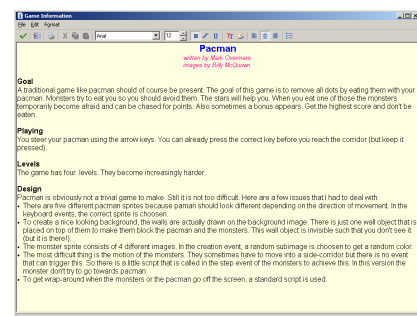 Game Information
File Edit Format
Arial 12 B I U
Pacman
written by Mark Overmars
images by Billy McQuown
Goal
A traditional game like pacman should of course be present. The goal of this game is to remove all dots by eating them with your
pacman. Monsters try to eat you so you should avoid them. The stars will help you. When you eat one of those the monsters
temporarily become afraid and can be chased for points. Also sometimes a bonus appears. Get the highest score and don't be
eaten.
Playing
You steer your pacman using the arrow keys. You can already press the correct key before you reach the corridor (but keep it
pressed).
Levels
The game has four levels. They become increasingly harder.
Design
Pacman is obviously not a trivial game to make. Still it is not too difficult. Here are a few issues that I had to deal with:
• There are five different pacman sprites because paman should look different depending on the direction of movement. In the
keyboard events, the correct sprite is choosen.
• To create a nice looking background, the walls are actually drawn on the background image. There is just one wall object that is
placed on top of them to make them block the pacman and the monsters. This wall object is invisible such that you don't see it
(but it is there!).
• The monster sprite consists of 4 different images. In the creation event, a random subimage is choosen to get a random color.
• The most difficult thing is the motion of the monsters. They sometimes have to move into a side-corridor but there is no event
that can trigger this. So there is a little script that is called in the step event of the monsters to achieve this. In this version the
monster don't try to go towards pacman.
• To get wrap-around when the monsters or the pacman go off the screen, a standard script is used.